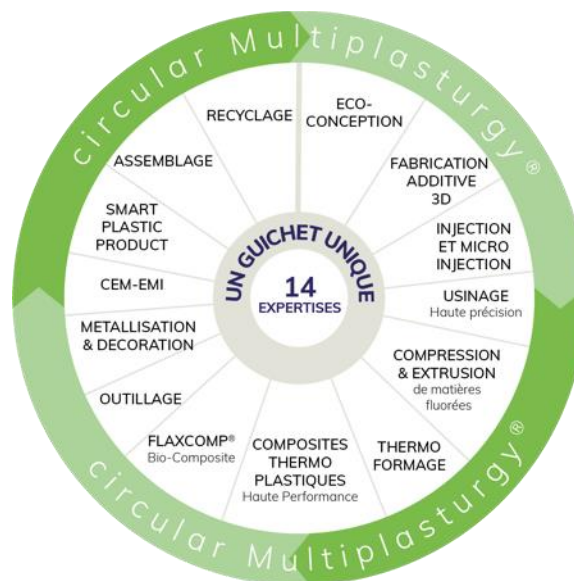 circular Multiplasturgy®
RECYCLAGE
ECO-
CONCEPTION
ASSEMBLAGE
FABRICATION
ADDITIVE
3D
SMART
PLASTIC
PRODUCT
INJECTION
ET MICRO
INJECTION
UN GUICHET UNIQUE
14
EXPERTISES
CEM-EMI
USINAGE
Haute précision
METALLISATION
& DECORATION
COMPRESSION
& EXTRUSION
de matières
fluorées
OUTILLAGE
FLAXCOMP®
Bio-Composite
COMPOSITES
THERMO
PLASTIQUES
Haute Performance
THERMO
FORMAGE
circular Multiplasturgy®